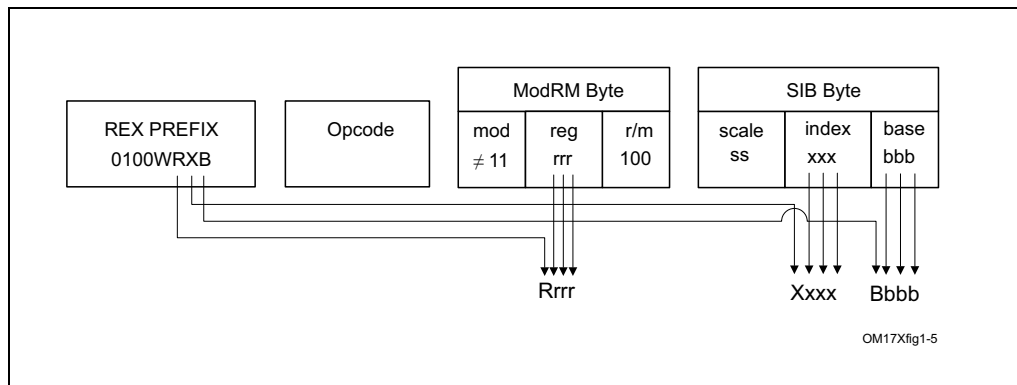 ModRM Byte
SIB Byte
REX PREFIX
0100WRXB
Opcode
mod
≠ 11
reg
rrr
r/m
100
scale
ss
index
xxx
base
bbb
Rrrr
Xxxx
Bbbb
OM17Xfig1-5